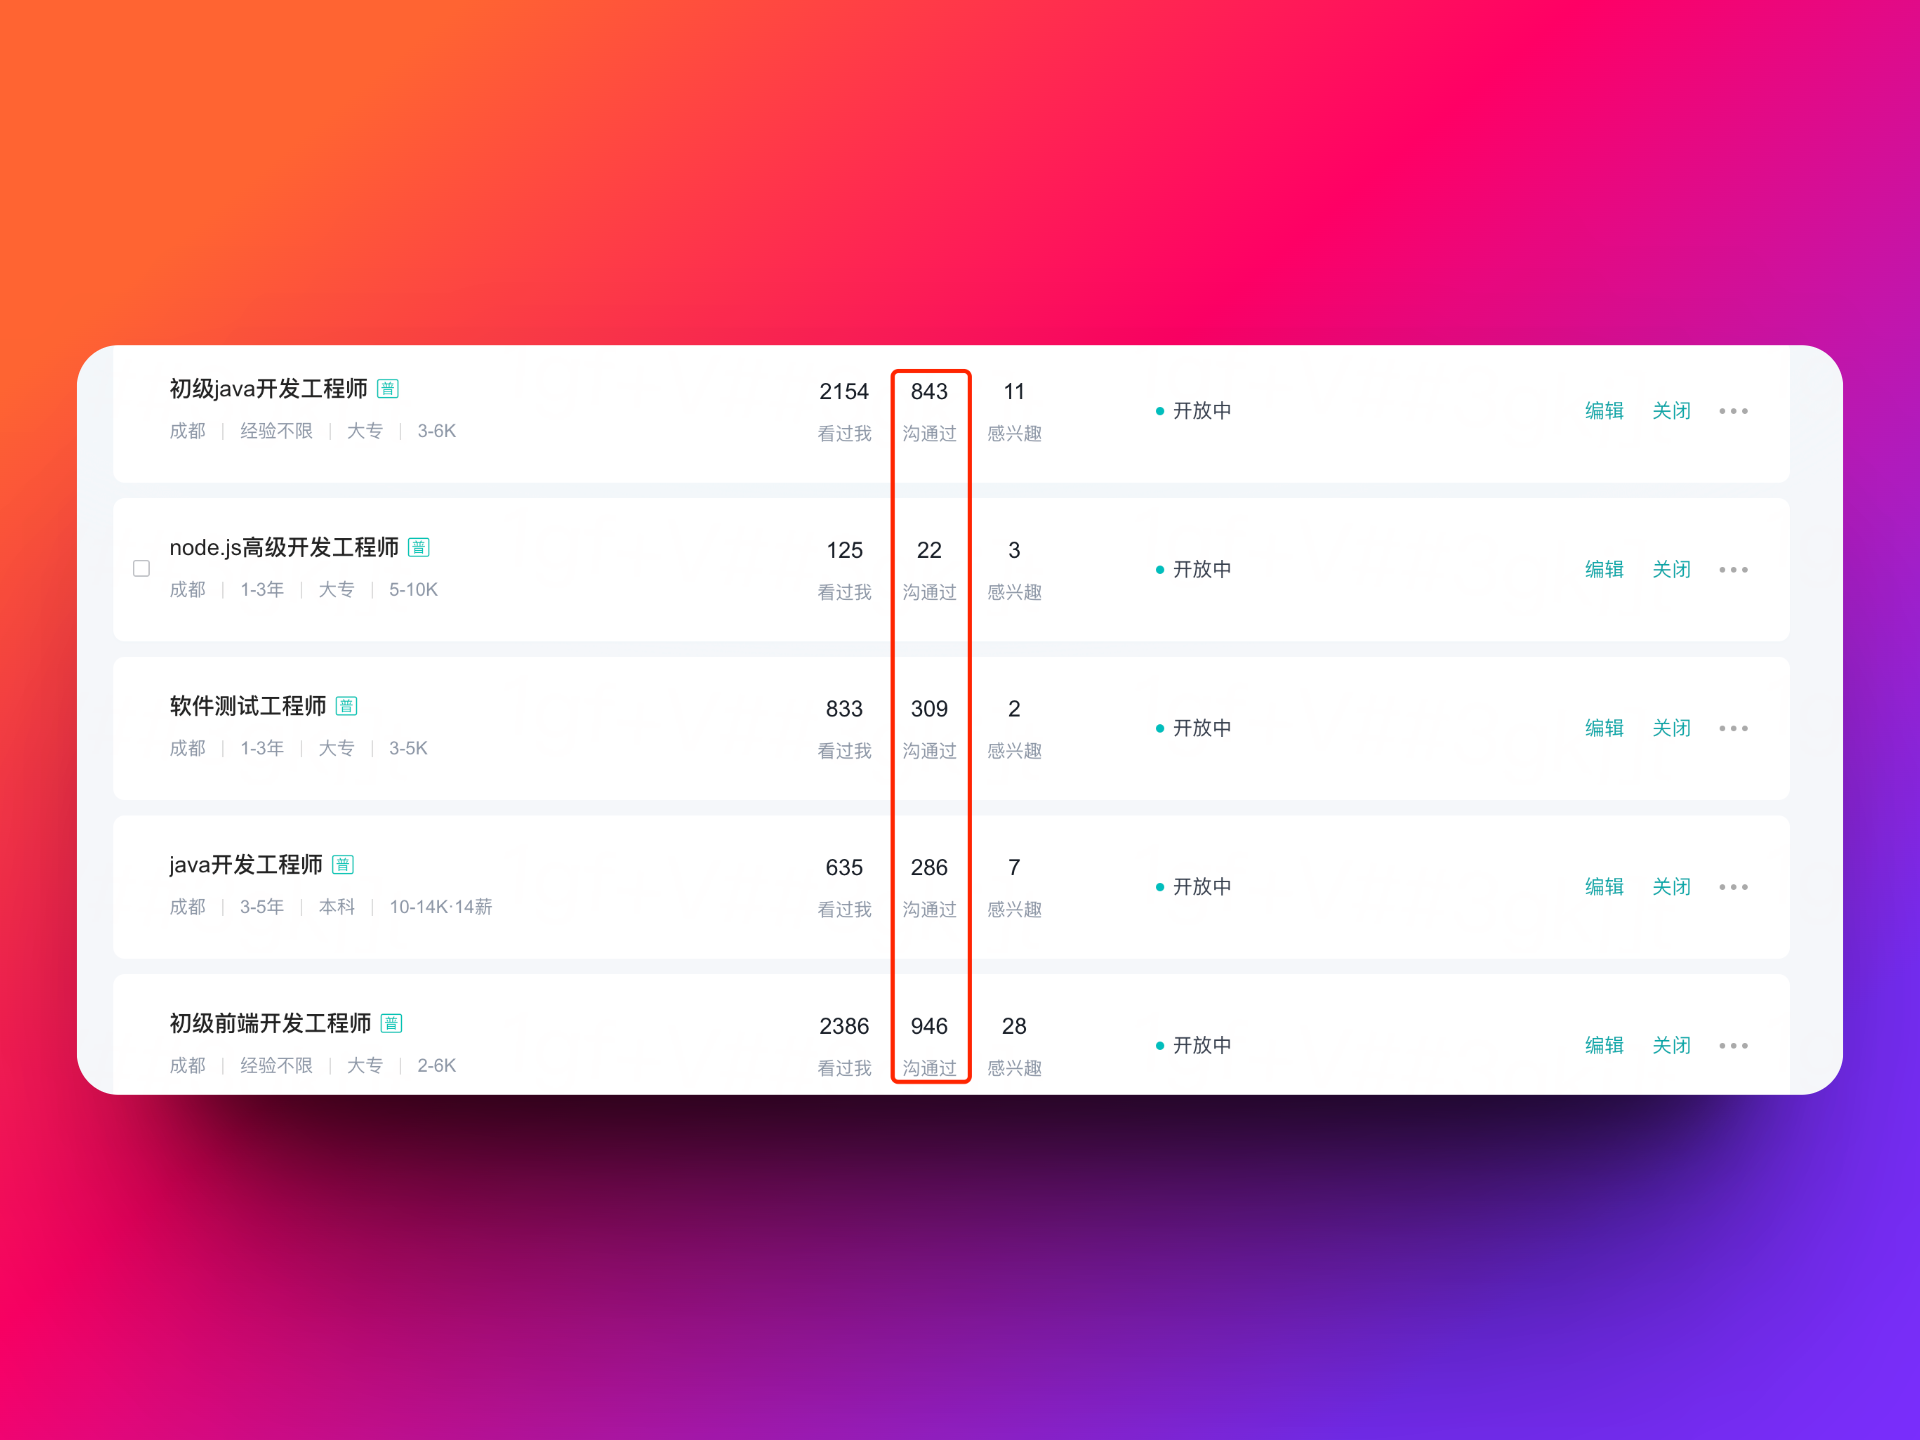 初级java开发工程师 普
成都 | 经验不限 | 大专 | 3-6K
2154 843 11
看过我 沟通过 感兴趣
开放中
编辑 关闭
node.js高级开发工程师 普
成都 | 1-3年 | 大专 | 5-10K
125 22 3
看过我 沟通过 感兴趣
开放中
编辑 关闭
软件测试工程师 普
成都 | 1-3年 | 大专 | 3-5K
833 309 2
看过我 沟通过 感兴趣
开放中
编辑 关闭
java开发工程师 普
成都 | 3-5年 | 本科 | 10-14K·14薪
635 286 7
看过我 沟通过 感兴趣
开放中
编辑 关闭
初级前端开发工程师 普
成都 | 经验不限 | 大专 | 2-6K
2386 946 28
看过我 沟通过 感兴趣
开放中
编辑 关闭